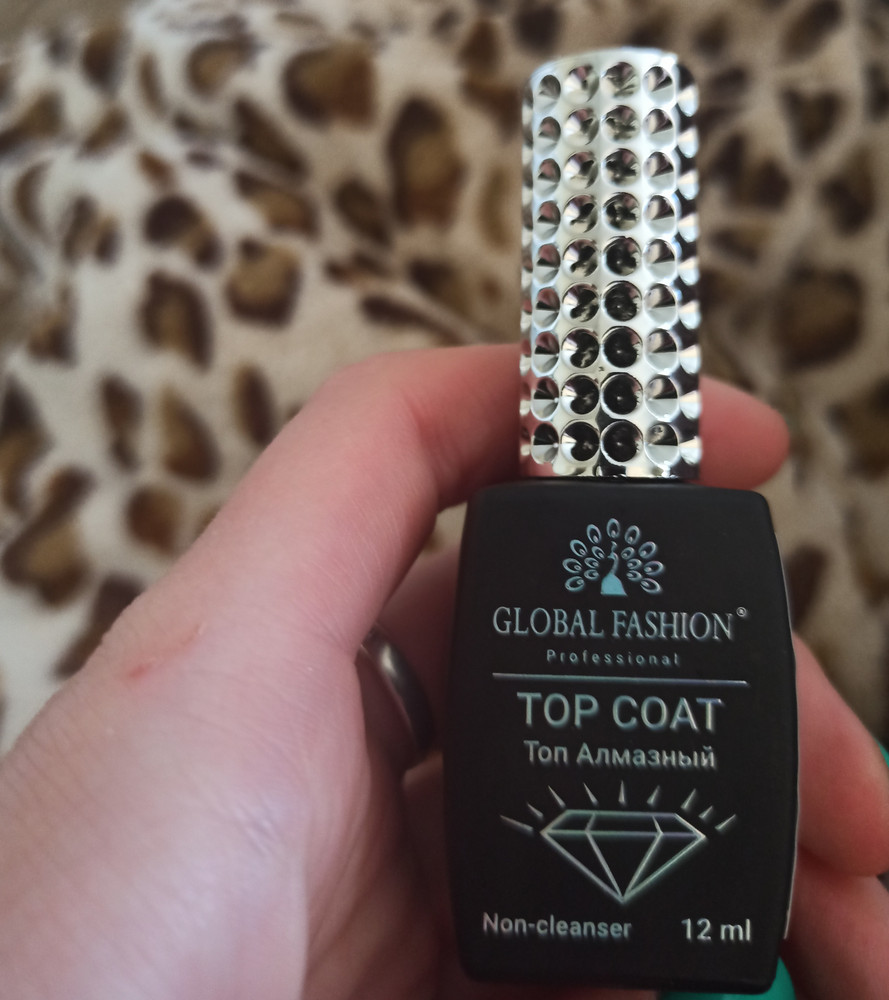 GLOBAL FASHION®
Professional
TOP COAT
Топ Алмазный
Non-cleanser
12 ml